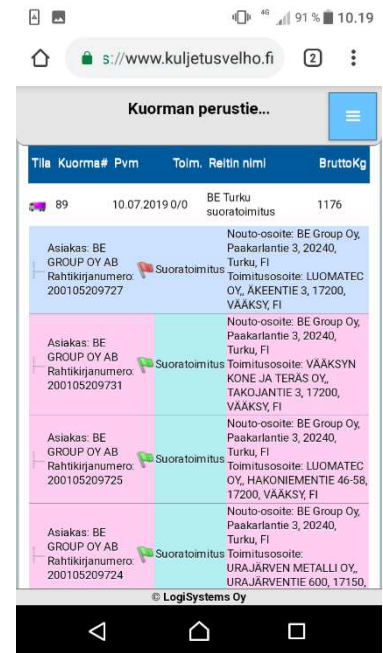 4G 91 % 10.19
s://www.kuljetusvelho.fi 2
Kuorman perustie...
Tila Kuorma# Pvm Toim. Reitin nimi BruttoKg
89 10.07.2019 0/0 BE Turku suoratoimitus 1176
Asiakas: BE
GROUP OY AB
Rahtikirjanumero:
200105209727
Suoratoimitus
Nouto-osoite: BE Group Oy,
Paakarlantie 3, 20240,
Turku, FI
Toimitusosoite: LUOMATEC
OY,, ÄKEENTIE 3, 17200,
VÄÄKSY, FI
Asiakas: BE
GROUP OY AB
Rahtikirjanumero:
200105209731
Suoratoimitus
Nouto-osoite: BE Group Oy,
Paakarlantie 3, 20240,
Turku, FI
Toimitusosoite: VÄÄKSYN
KONE JA TERÄS OY,,
TAKOJANTIE 3, 17200,
VÄÄKSY, FI
Asiakas: BE
GROUP OY AB
Rahtikirjanumero:
200105209725
Suoratoimitus
Nouto-osoite: BE Group Oy,
Paakarlantie 3, 20240,
Turku, FI
Toimitusosoite: LUOMATEC
OY,, HAKONIEMENTIE 46-58,
17200, VÄÄKSY, FI
Asiakas: BE
GROUP OY AB
Rahtikirjanumero:
200105209724
Suoratoimitus
Nouto-osoite: BE Group Oy,
Paakarlantie 3, 20240,
Turku, FI
Toimitusosoite:
URAJÄRVEN METALLI OY,,
URAJÄRVENTIE 600, 17150,
© LogiSystems Oy